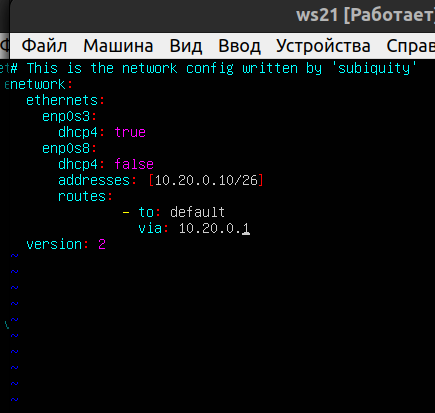 ws21 [Работает]
Файл Машина Вид Ввод Устройства Справ
# This is the network config written by 'subiquity'
network:
  ethernets:
    enp0s3:
      dhcp4: true
    enp0s8:
      dhcp4: false
      addresses: [10.20.0.10/26]
      routes:
              - to: default
                via: 10.20.0.1
  version: 2
~
~
~
~
~
~
~
~
~
~